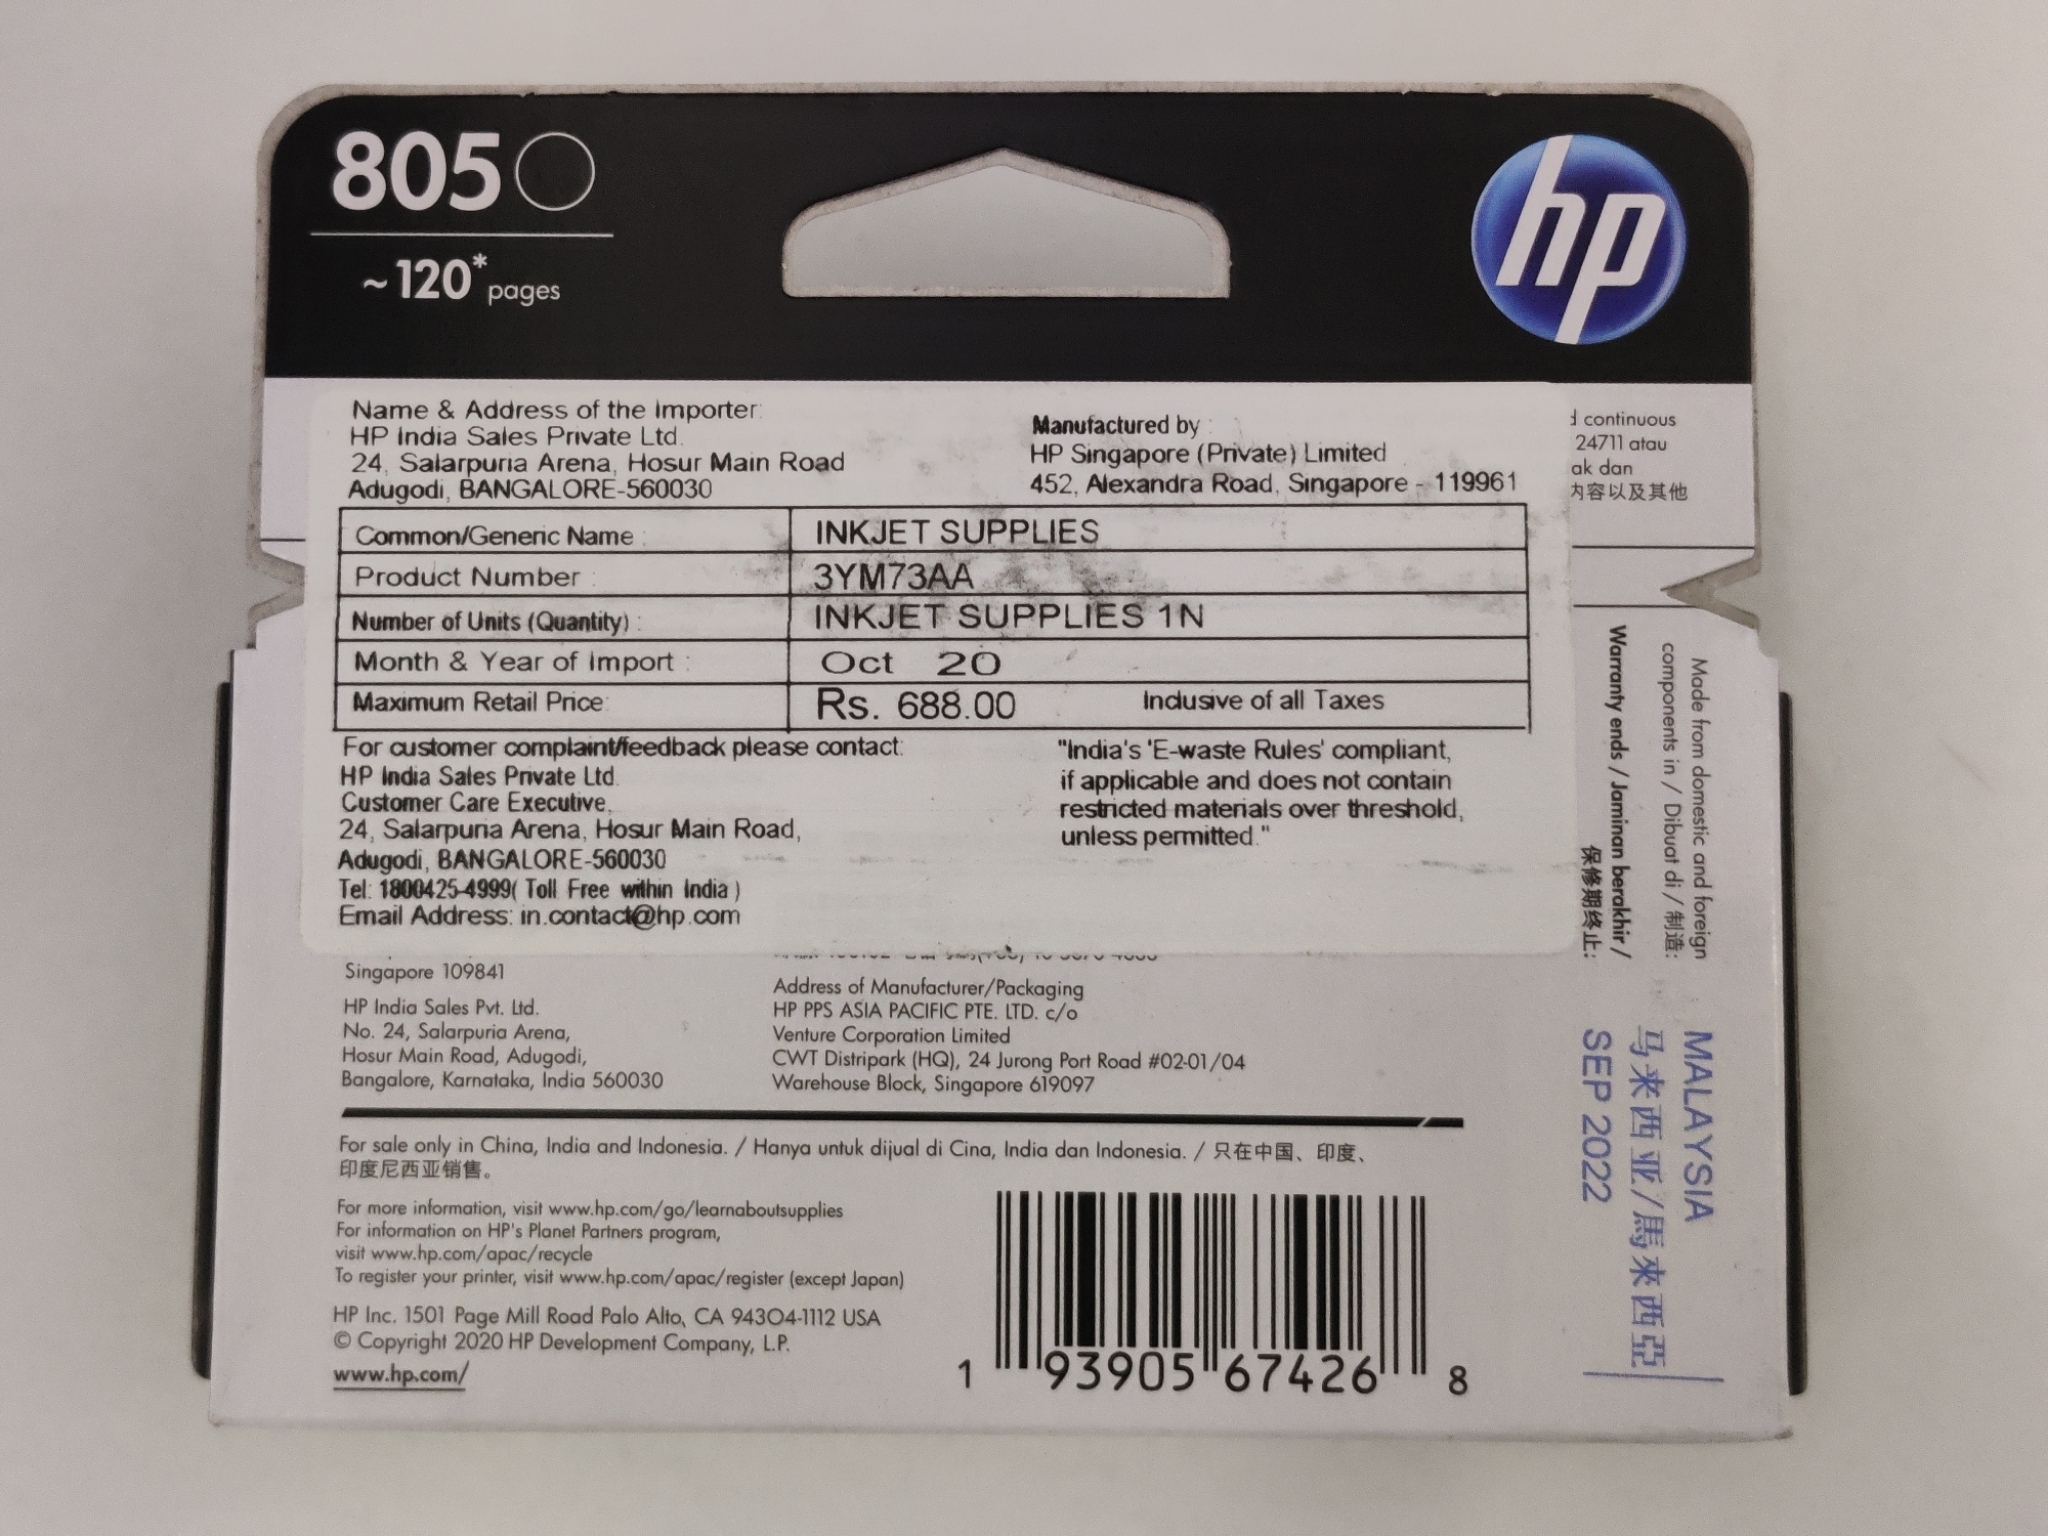 805
~120* pages
hp
Name & Address of the Importer:
HP India Sales Private Ltd.
24, Salarpuria Arena, Hosur Main Road
Adugodi, BANGALORE-560030
Manufactured by :
HP Singapore (Private) Limited
452, Alexandra Road, Singapore - 119961
continuous
24711 atau
ak dan
内容以及其他
Common/Generic Name : INKJET SUPPLIES
Product Number : 3YM73AA
Number of Units (Quantity) : INKJET SUPPLIES 1N
Month & Year of Import : Oct 20
Maximum Retail Price: Rs. 688.00 Inclusive of all Taxes
For customer complaint/feedback please contact:
HP India Sales Private Ltd.
Customer Care Executive,
24, Salarpuria Arena, Hosur Main Road,
Adugodi, BANGALORE-560030
Tel: 1800425-4999( Toll Free within India )
Email Address: in.contact@hp.com
"India's 'E-waste Rules' compliant,
if applicable and does not contain
restricted materials over threshold,
unless permitted."
Singapore 109841
HP India Sales Pvt. Ltd.
No. 24, Salarpuria Arena,
Hosur Main Road, Adugodi,
Bangalore, Karnataka, India 560030
Address of Manufacturer/Packaging
HP PPS ASIA PACIFIC PTE. LTD. c/o
Venture Corporation Limited
CWT Distripark (HQ), 24 Jurong Port Road #02-01/04
Warehouse Block, Singapore 619097
For sale only in China, India and Indonesia. / Hanya untuk dijual di Cina, India dan Indonesia. / 只在中国、印度、
印度尼西亚销售。
For more information, visit www.hp.com/go/learnaboutsupplies
For information on HP's Planet Partners program,
visit www.hp.com/apac/recycle
To register your printer, visit www.hp.com/apac/register (except Japan)
HP Inc. 1501 Page Mill Road Palo Alto, CA 94304-1112 USA
© Copyright 2020 HP Development Company, L.P.
www.hp.com/
1 93905 67426 8
Made from domestic and foreign
components in / Dibuat di / 制造:
Warranty ends / Jaminan berakhir /
保修期终止:
MALAYSIA
马来西亚/馬來西亞
SEP 2022